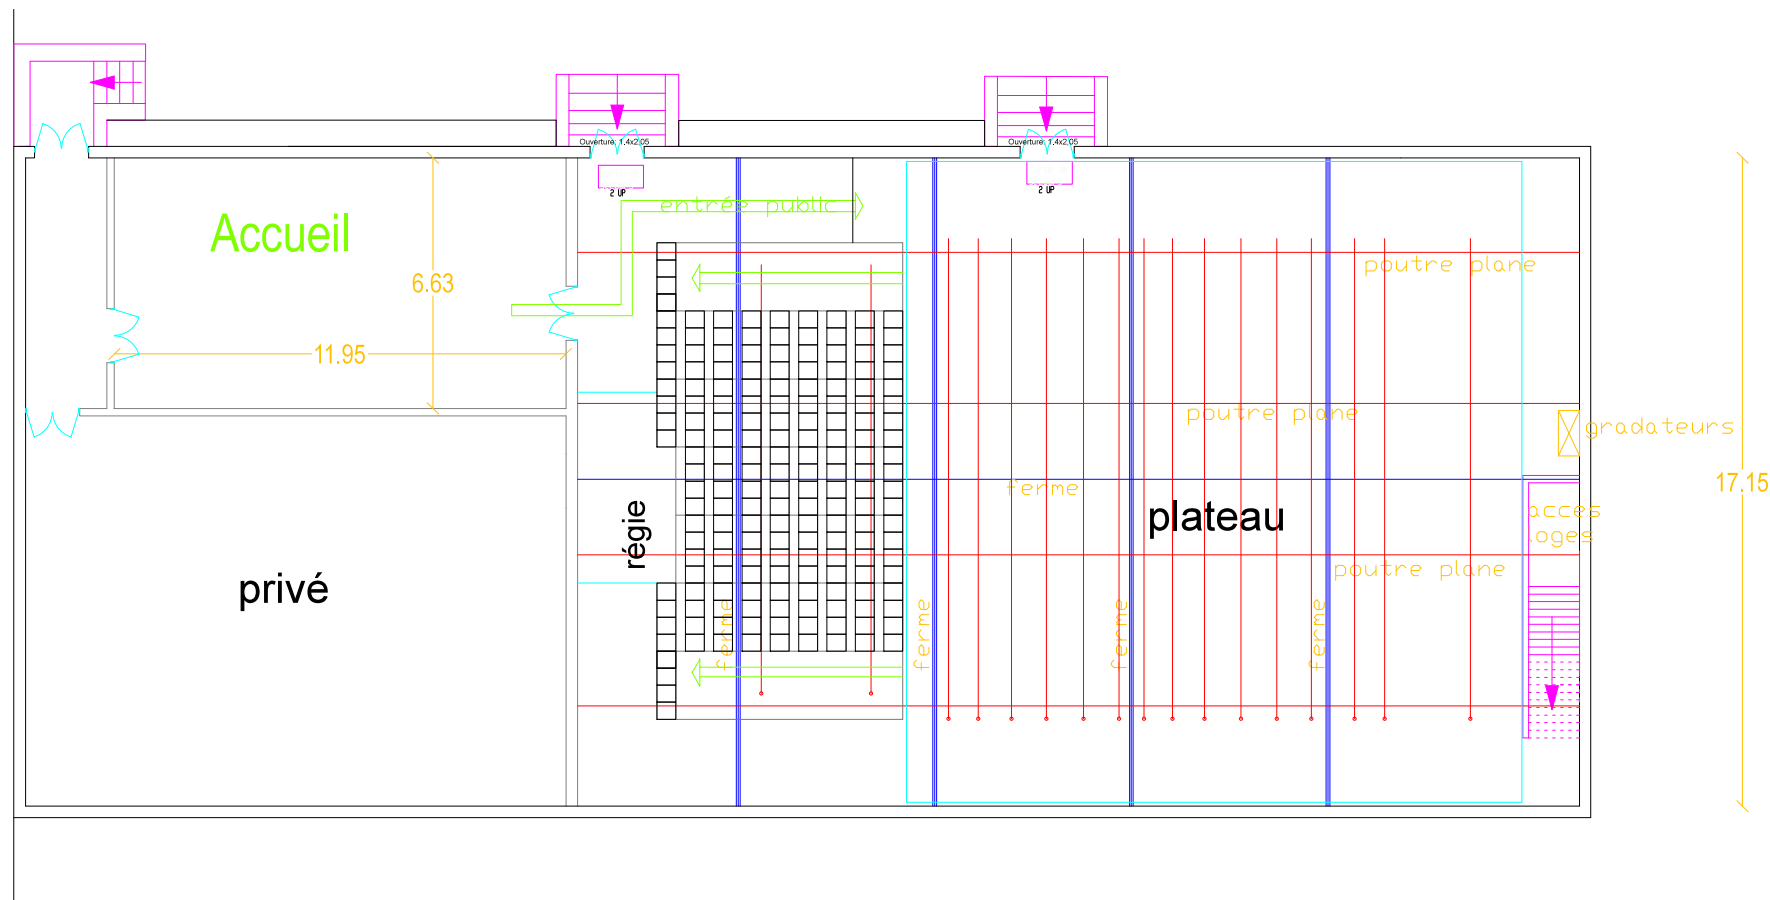 Ouverture: 1.4x2.05
Ouverture: 1.4x2.05
2 UP
2 UP
entrée public
Accueil
poutre plane
6.63
11.95
poutre plane
gradateurs
ferme
17.15
régie
plateau
acces
loges
poutre plane
privé
ferme
ferme
ferme
ferme